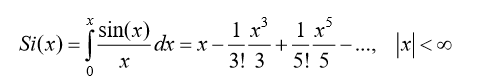 Si(x) = ∫₀ˣ sin(x)/x dx = x - 1/3! x³/3 + 1/5! x⁵/5 - ..., |x| < ∞